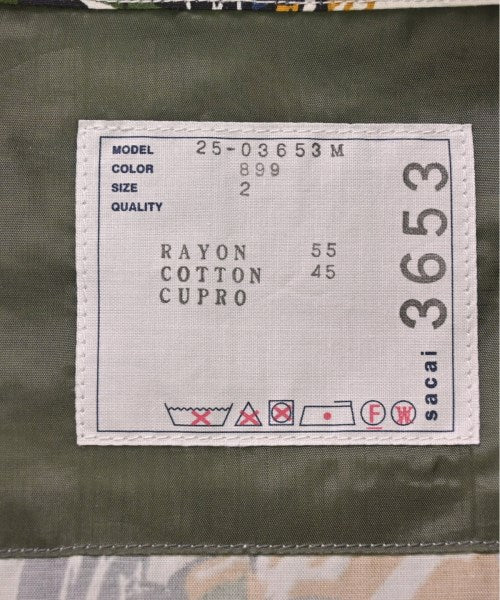 MODEL 25-03653M
COLOR 899
SIZE 2
QUALITY
RAYON 55
COTTON 45
CUPRO
F W
sacai 3653